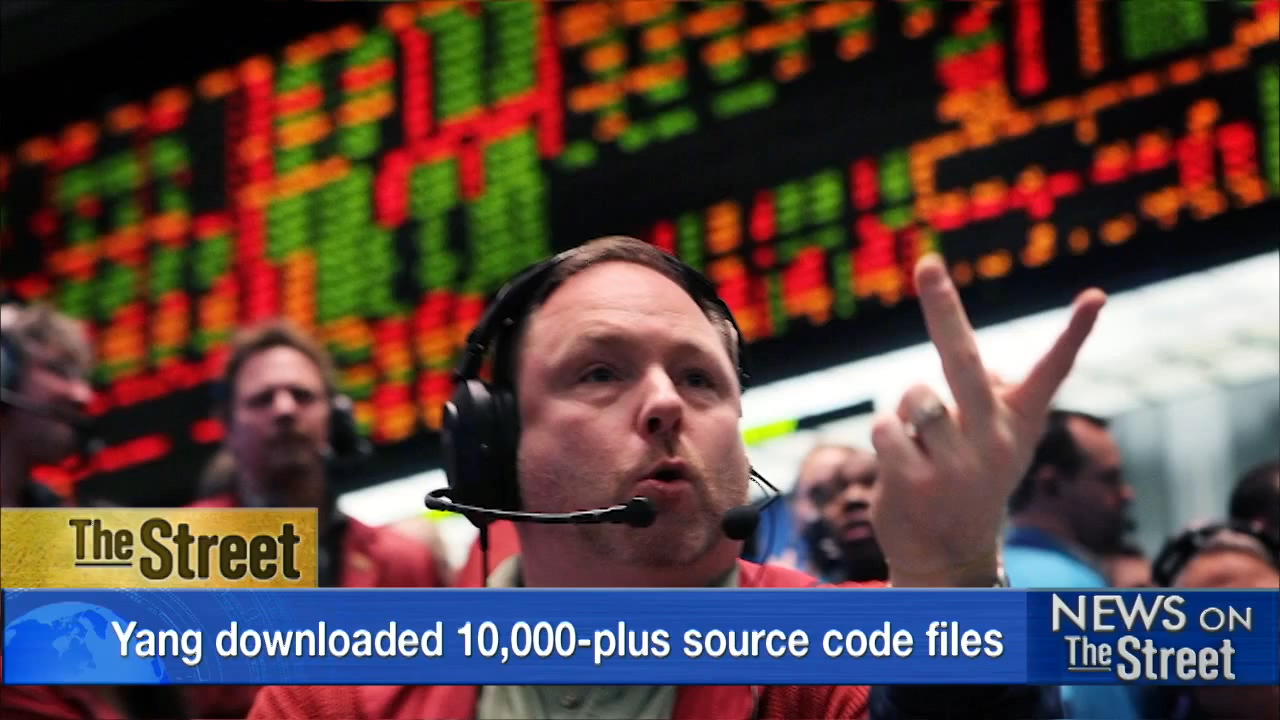 The Street
Yang downloaded 10,000-plus source code files
NEWS ON
The Street